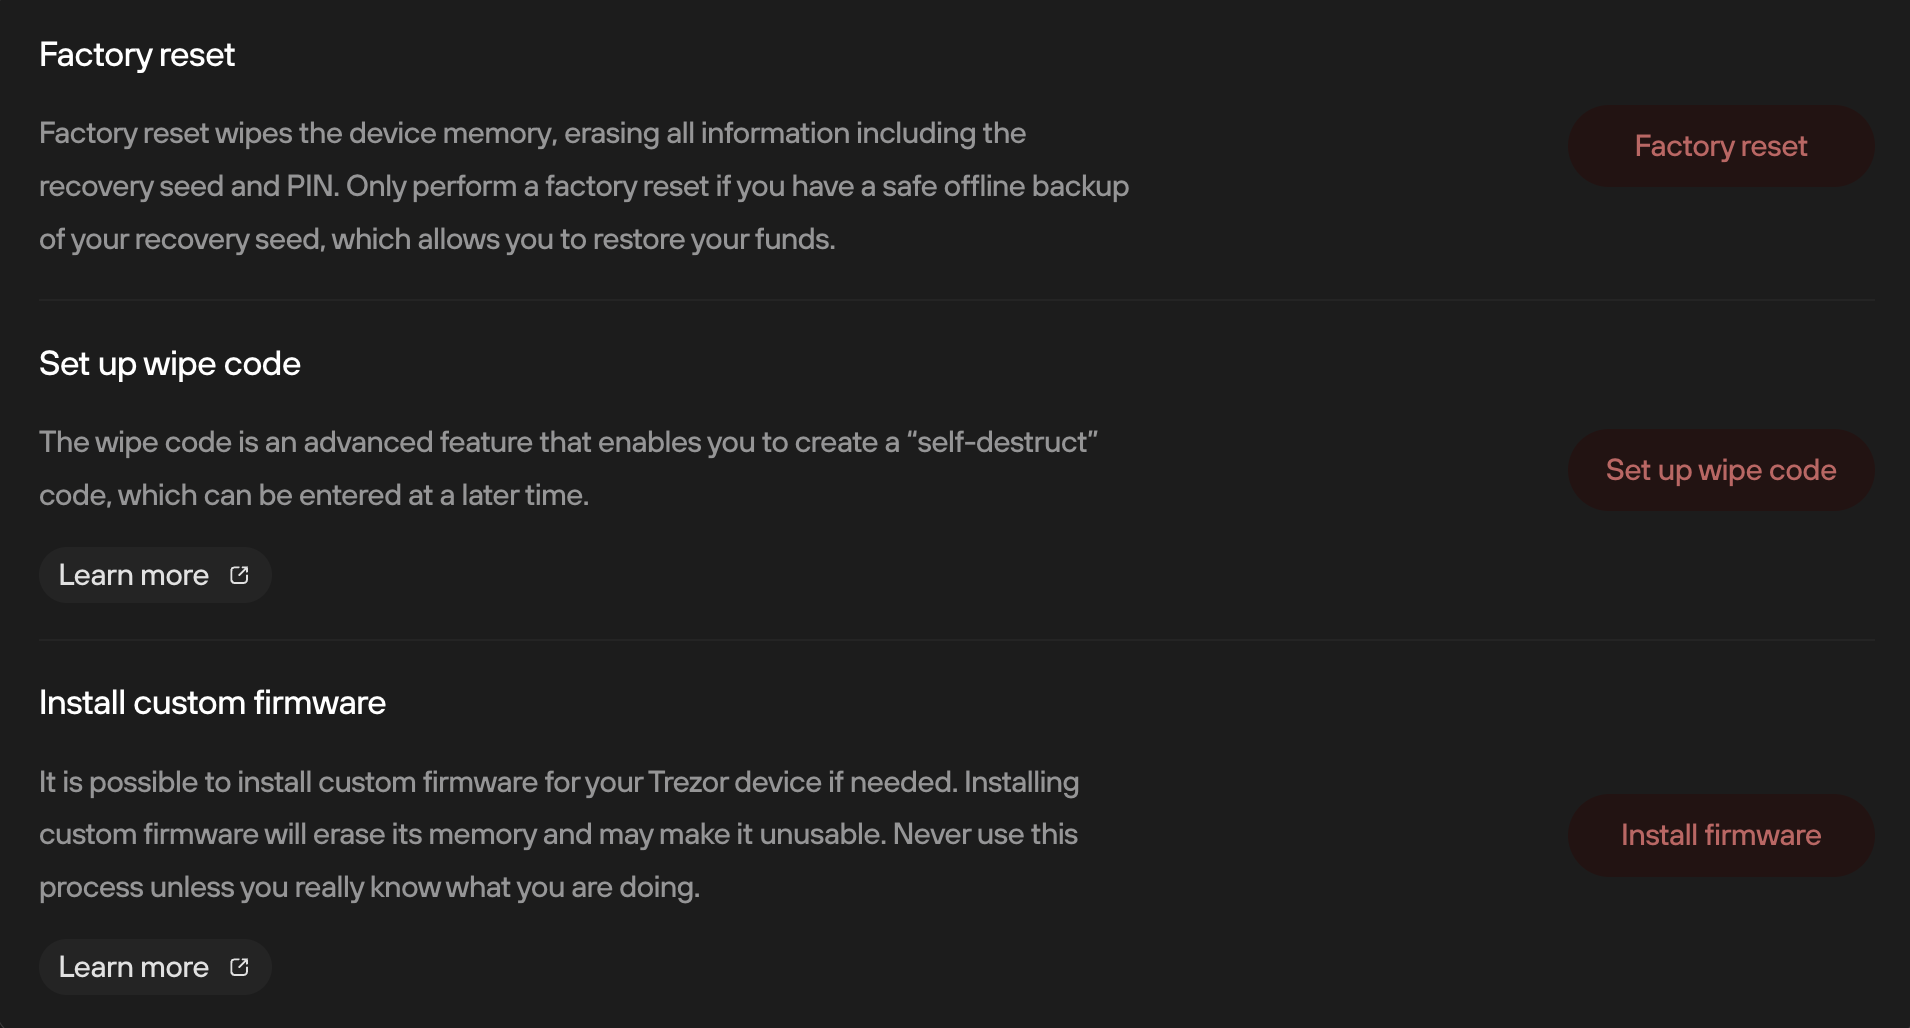 Factory reset
Factory reset wipes the device memory, erasing all information including the
recovery seed and PIN. Only perform a factory reset if you have a safe offline backup
of your recovery seed, which allows you to restore your funds.
Factory reset
Set up wipe code
The wipe code is an advanced feature that enables you to create a “self-destruct”
code, which can be entered at a later time.
Set up wipe code
Learn more
Install custom firmware
It is possible to install custom firmware for your Trezor device if needed. Installing
custom firmware will erase its memory and may make it unusable. Never use this
process unless you really know what you are doing.
Install firmware
Learn more